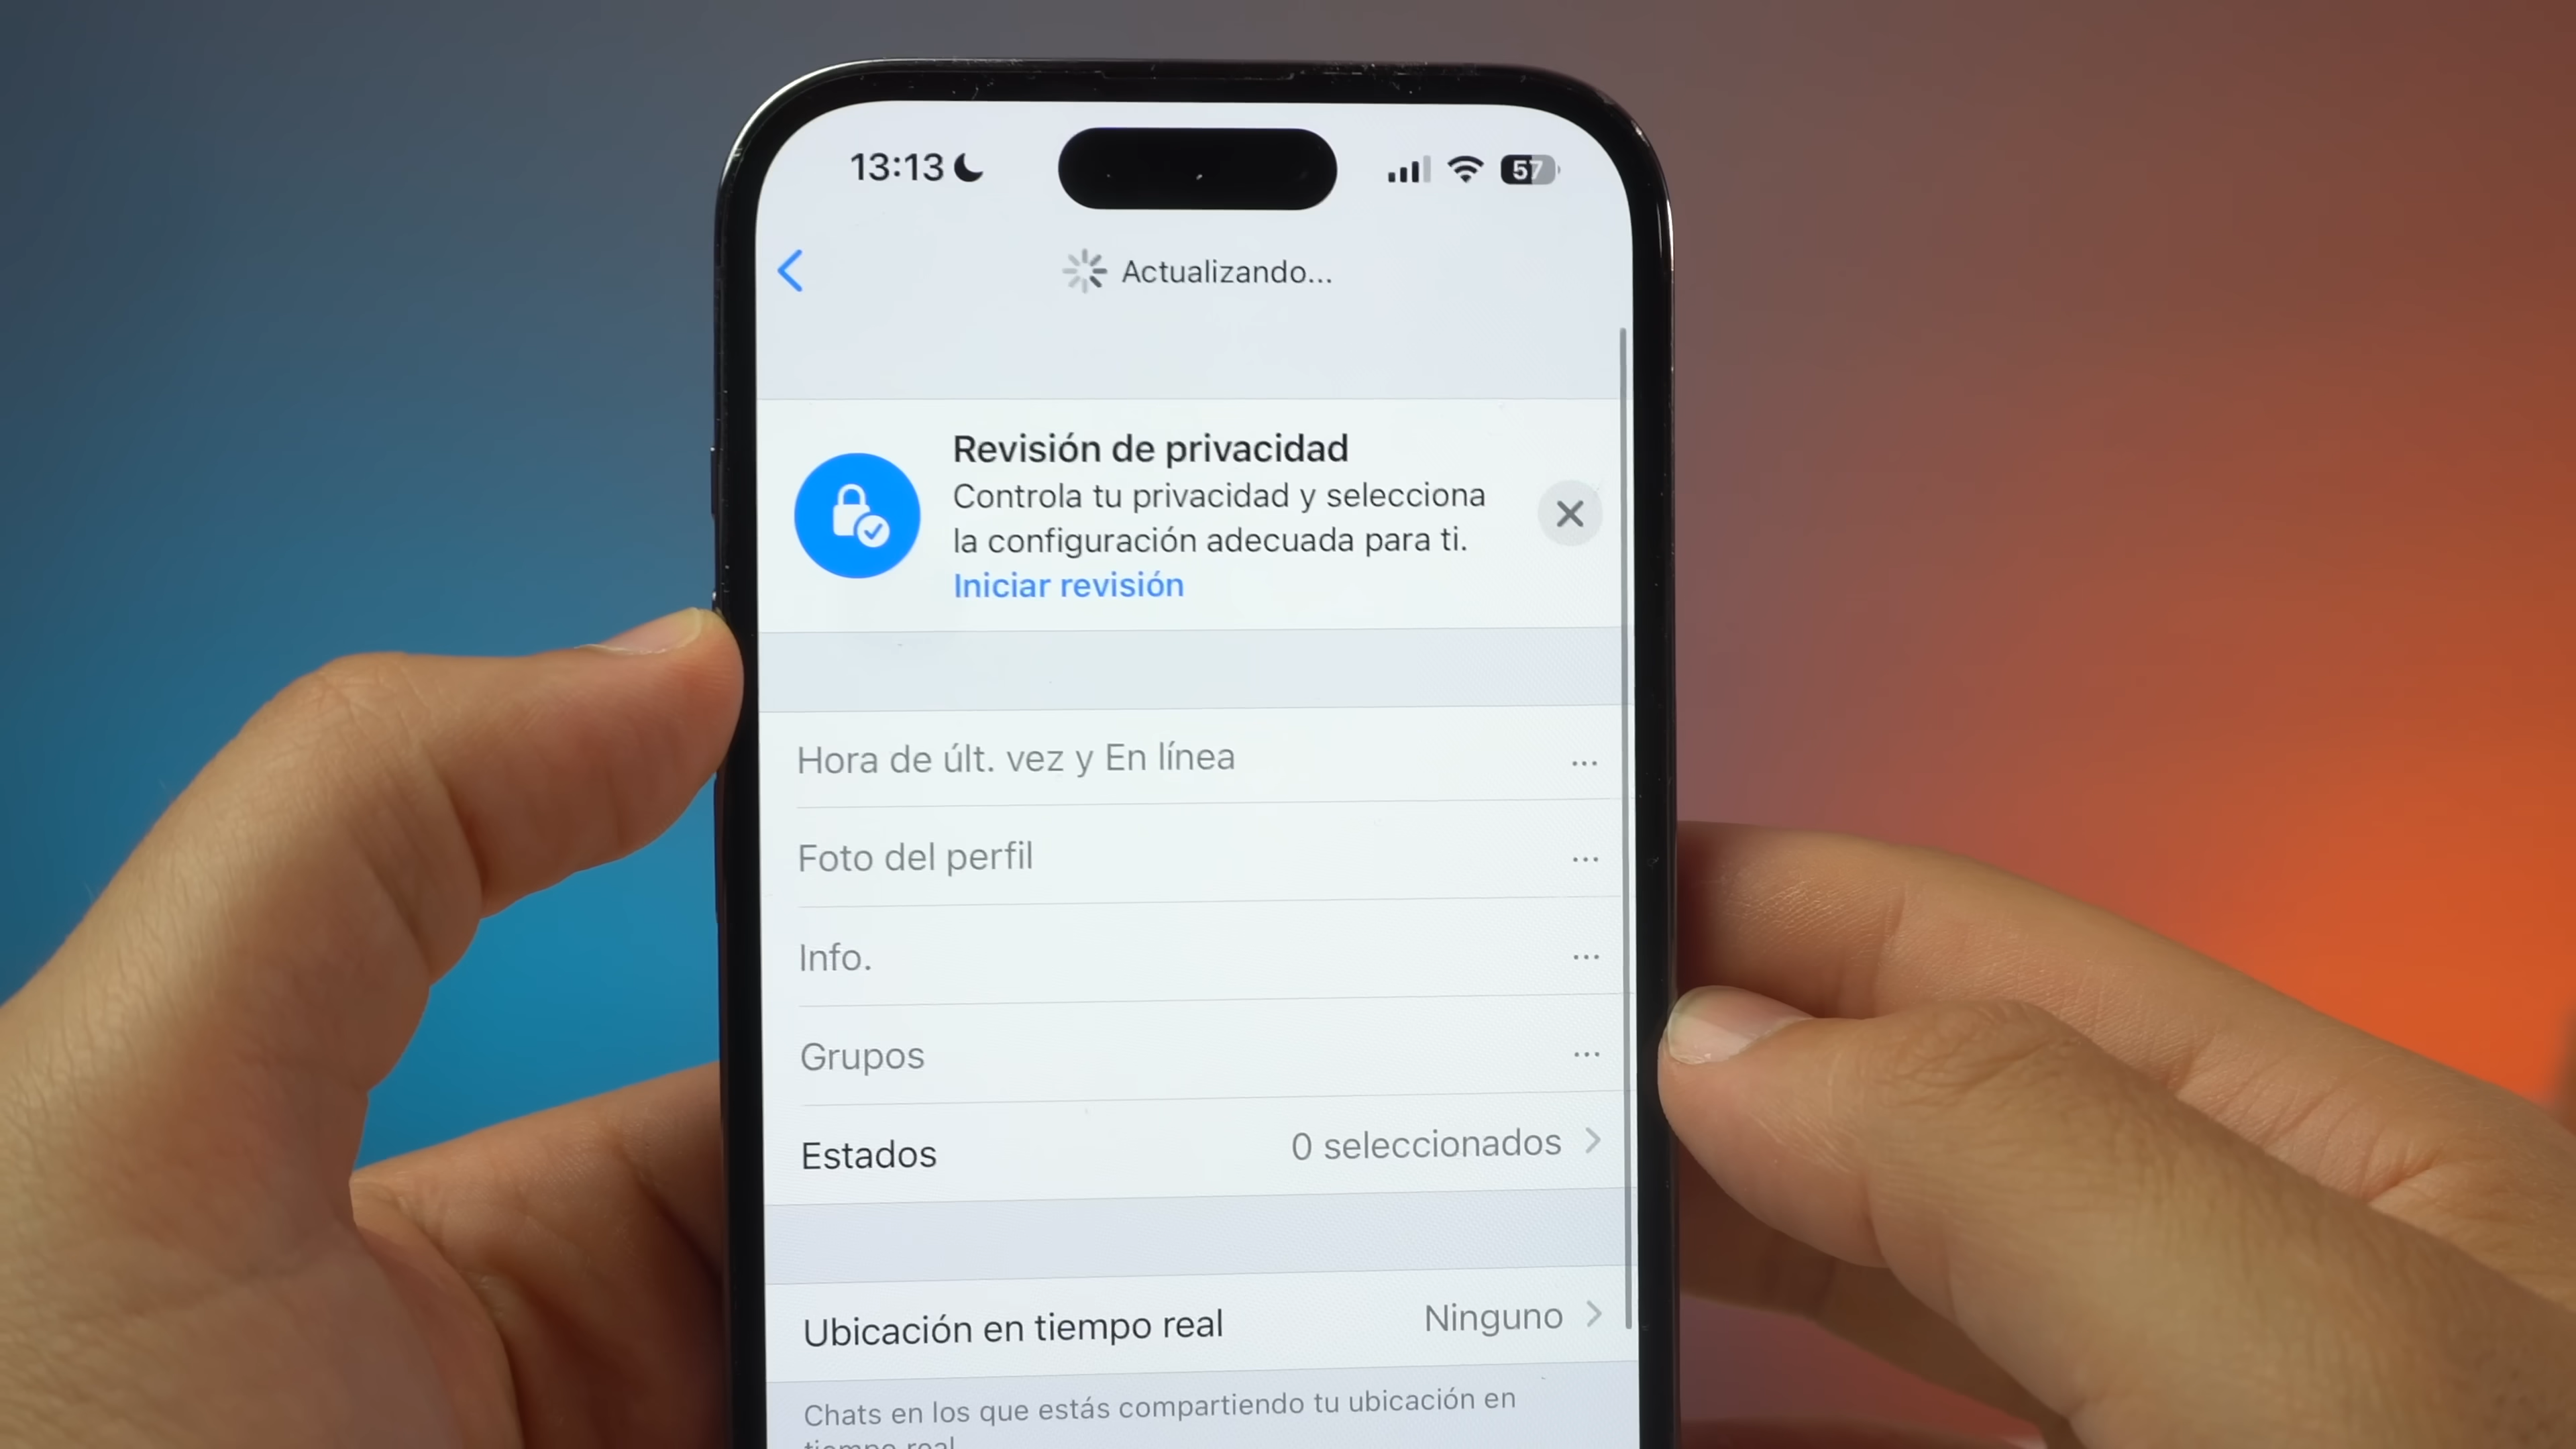 13:13
57
Actualizando...
Revisión de privacidad
Controla tu privacidad y selecciona
la configuración adecuada para ti.
Iniciar revisión
Hora de últ. vez y En línea ...
Foto del perfil ...
Info. ...
Grupos ...
Estados 0 seleccionados
Ubicación en tiempo real Ninguno
Chats en los que estás compartiendo tu ubicación en
tiempo real